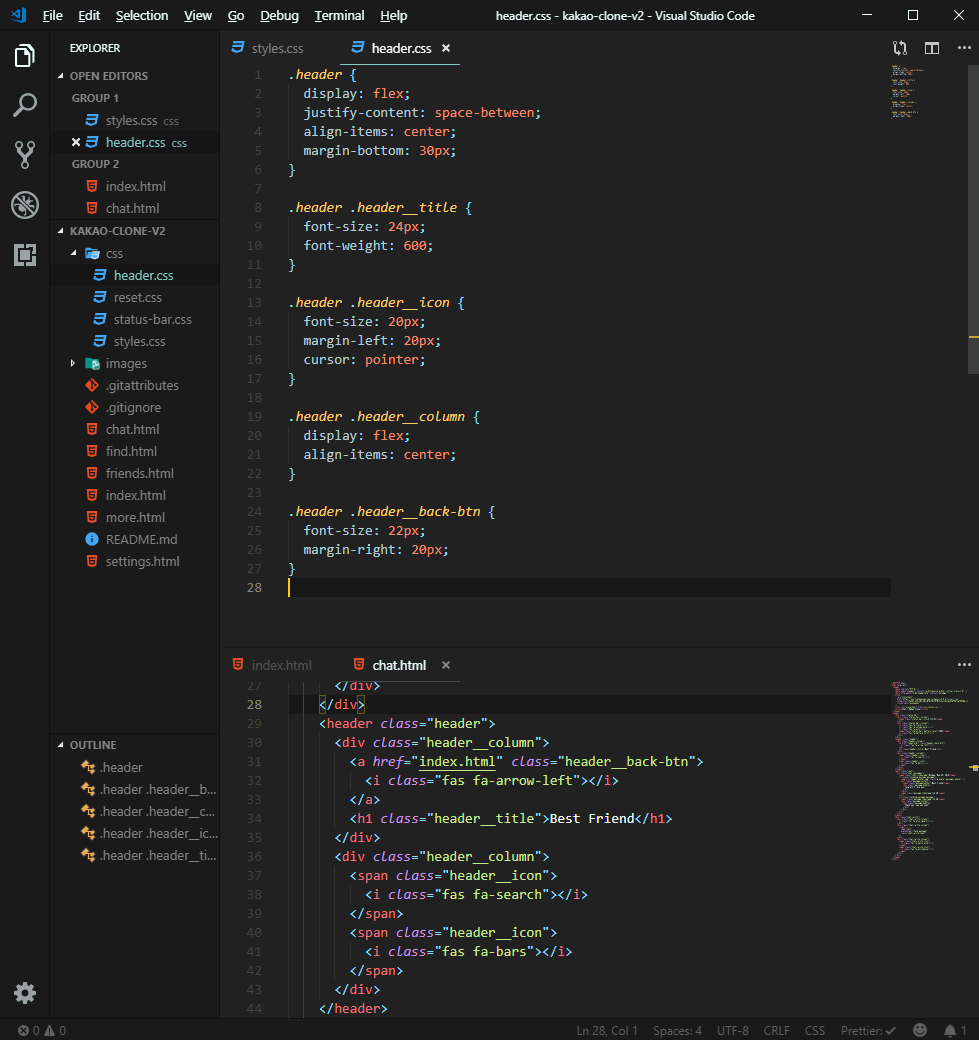 File Edit Selection View Go Debug Terminal Help header.css - kakao-clone-v2 - Visual Studio Code
EXPLORER
OPEN EDITORS
GROUP 1
styles.css css
header.css css
GROUP 2
index.html
chat.html
KAKAO-CLONE-V2
css
header.css
reset.css
status-bar.css
styles.css
images
.gitattributes
.gitignore
chat.html
find.html
friends.html
index.html
more.html
README.md
settings.html
OUTLINE
.header
.header .header__b...
.header .header__c...
.header .header__ic...
.header .header__ti...
styles.css header.css
1 .header {
2 display: flex;
3 justify-content: space-between;
4 align-items: center;
5 margin-bottom: 30px;
6 }
7
8 .header .header__title {
9 font-size: 24px;
10 font-weight: 600;
11 }
12
13 .header .header__icon {
14 font-size: 20px;
15 margin-left: 20px;
16 cursor: pointer;
17 }
18
19 .header .header__column {
20 display: flex;
21 align-items: center;
22 }
23
24 .header .header__back-btn {
25 font-size: 22px;
26 margin-right: 20px;
27 }
28
index.html chat.html
27 </div>
28 </div>
29 <header class="header">
30 <div class="header__column">
31 <a href="index.html" class="header__back-btn">
32 <i class="fas fa-arrow-left"></i>
33 </a>
34 <h1 class="header__title">Best Friend</h1>
35 </div>
36 <div class="header__column">
37 <span class="header__icon">
38 <i class="fas fa-search"></i>
39 </span>
40 <span class="header__icon">
41 <i class="fas fa-bars"></i>
42 </span>
43 </div>
44 </header>
0 0 Ln 28, Col 1 Spaces: 4 UTF-8 CRLF CSS Prettier: ✓ 1